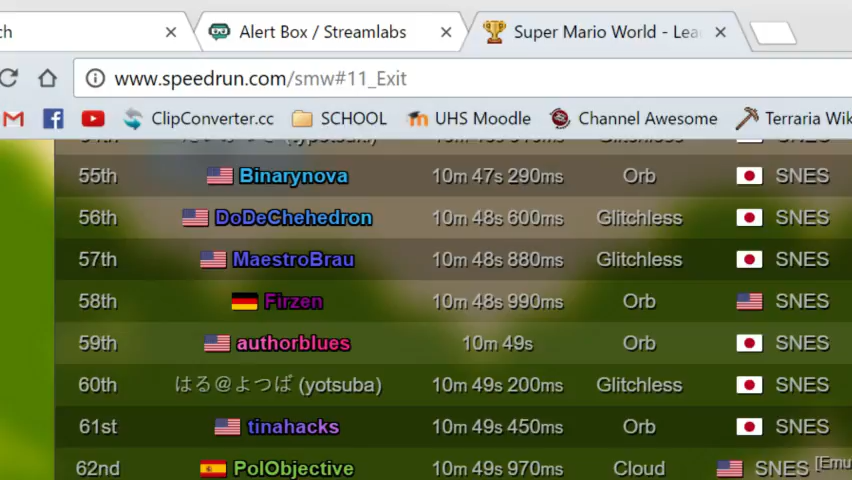 ch × Alert Box / Streamlabs × Super Mario World - Lea ×
www.speedrun.com/smw#11_Exit
ClipConverter.cc SCHOOL UHS Moodle Channel Awesome Terraria Wik
55th Binarynova 10m 47s 290ms Orb SNES
56th DoDeChehedron 10m 48s 600ms Glitchless SNES
57th MaestroBrau 10m 48s 880ms Glitchless SNES
58th Firzen 10m 48s 990ms Orb SNES
59th authorblues 10m 49s Orb SNES
60th はる@よつば (yotsuba) 10m 49s 200ms Glitchless SNES
61st tinahacks 10m 49s 450ms Orb SNES
62nd PolObjective 10m 49s 970ms Cloud SNES [Emu